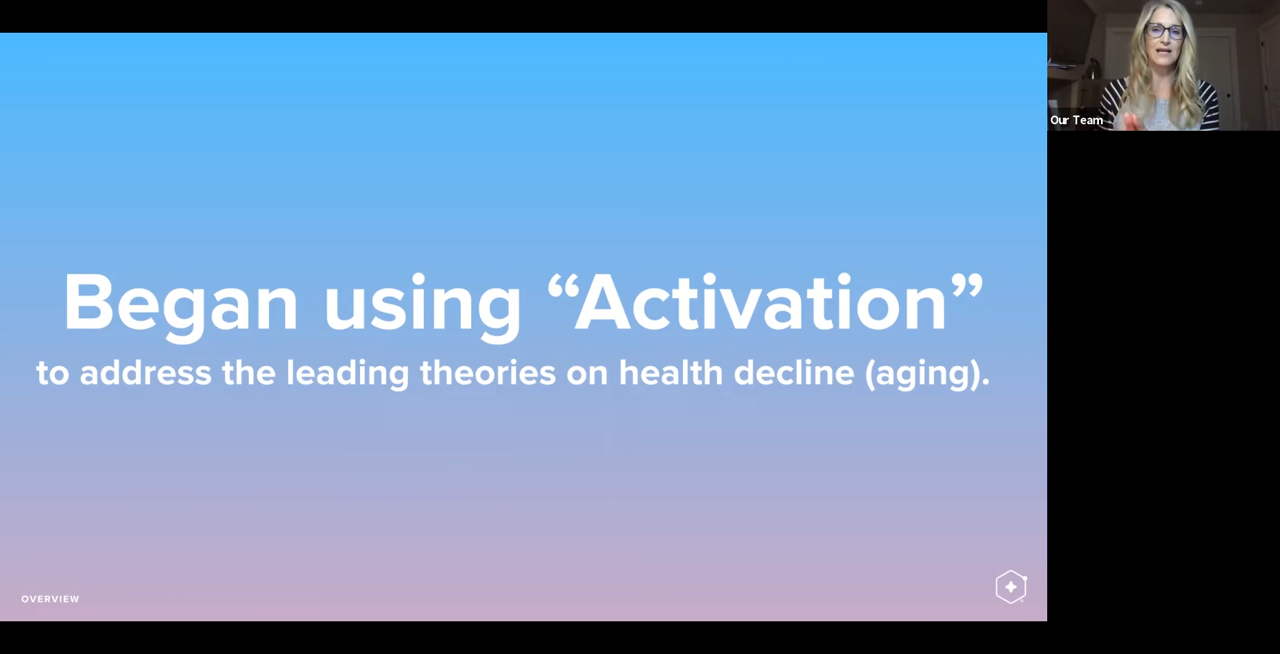 Began using “Activation”
to address the leading theories on health decline (aging).
OVERVIEW
Our Team